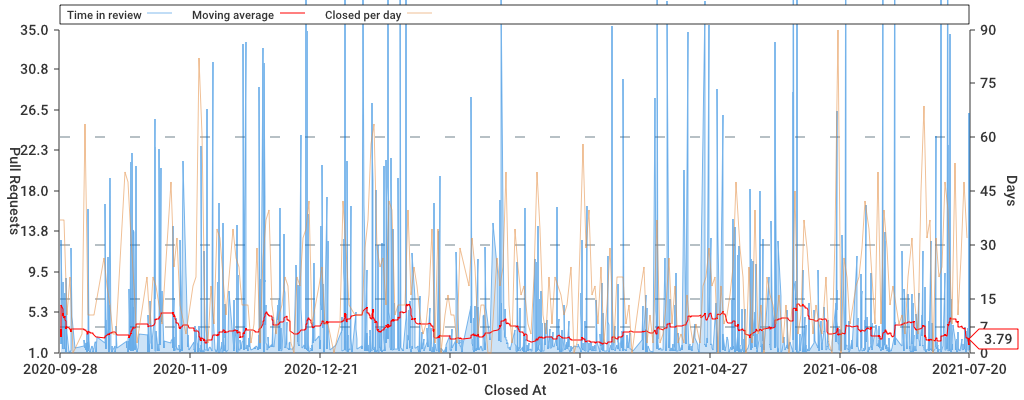 Time in review Moving average Closed per day
35.0 90
30.8 75
26.5 60
22.3 45
18.0 30
13.8 15
9.5 7
5.3 0
1.0
Pull Requests
Days
3.79
2020-09-28 2020-11-09 2020-12-21 2021-02-01 2021-03-16 2021-04-27 2021-06-08 2021-07-20
Closed At